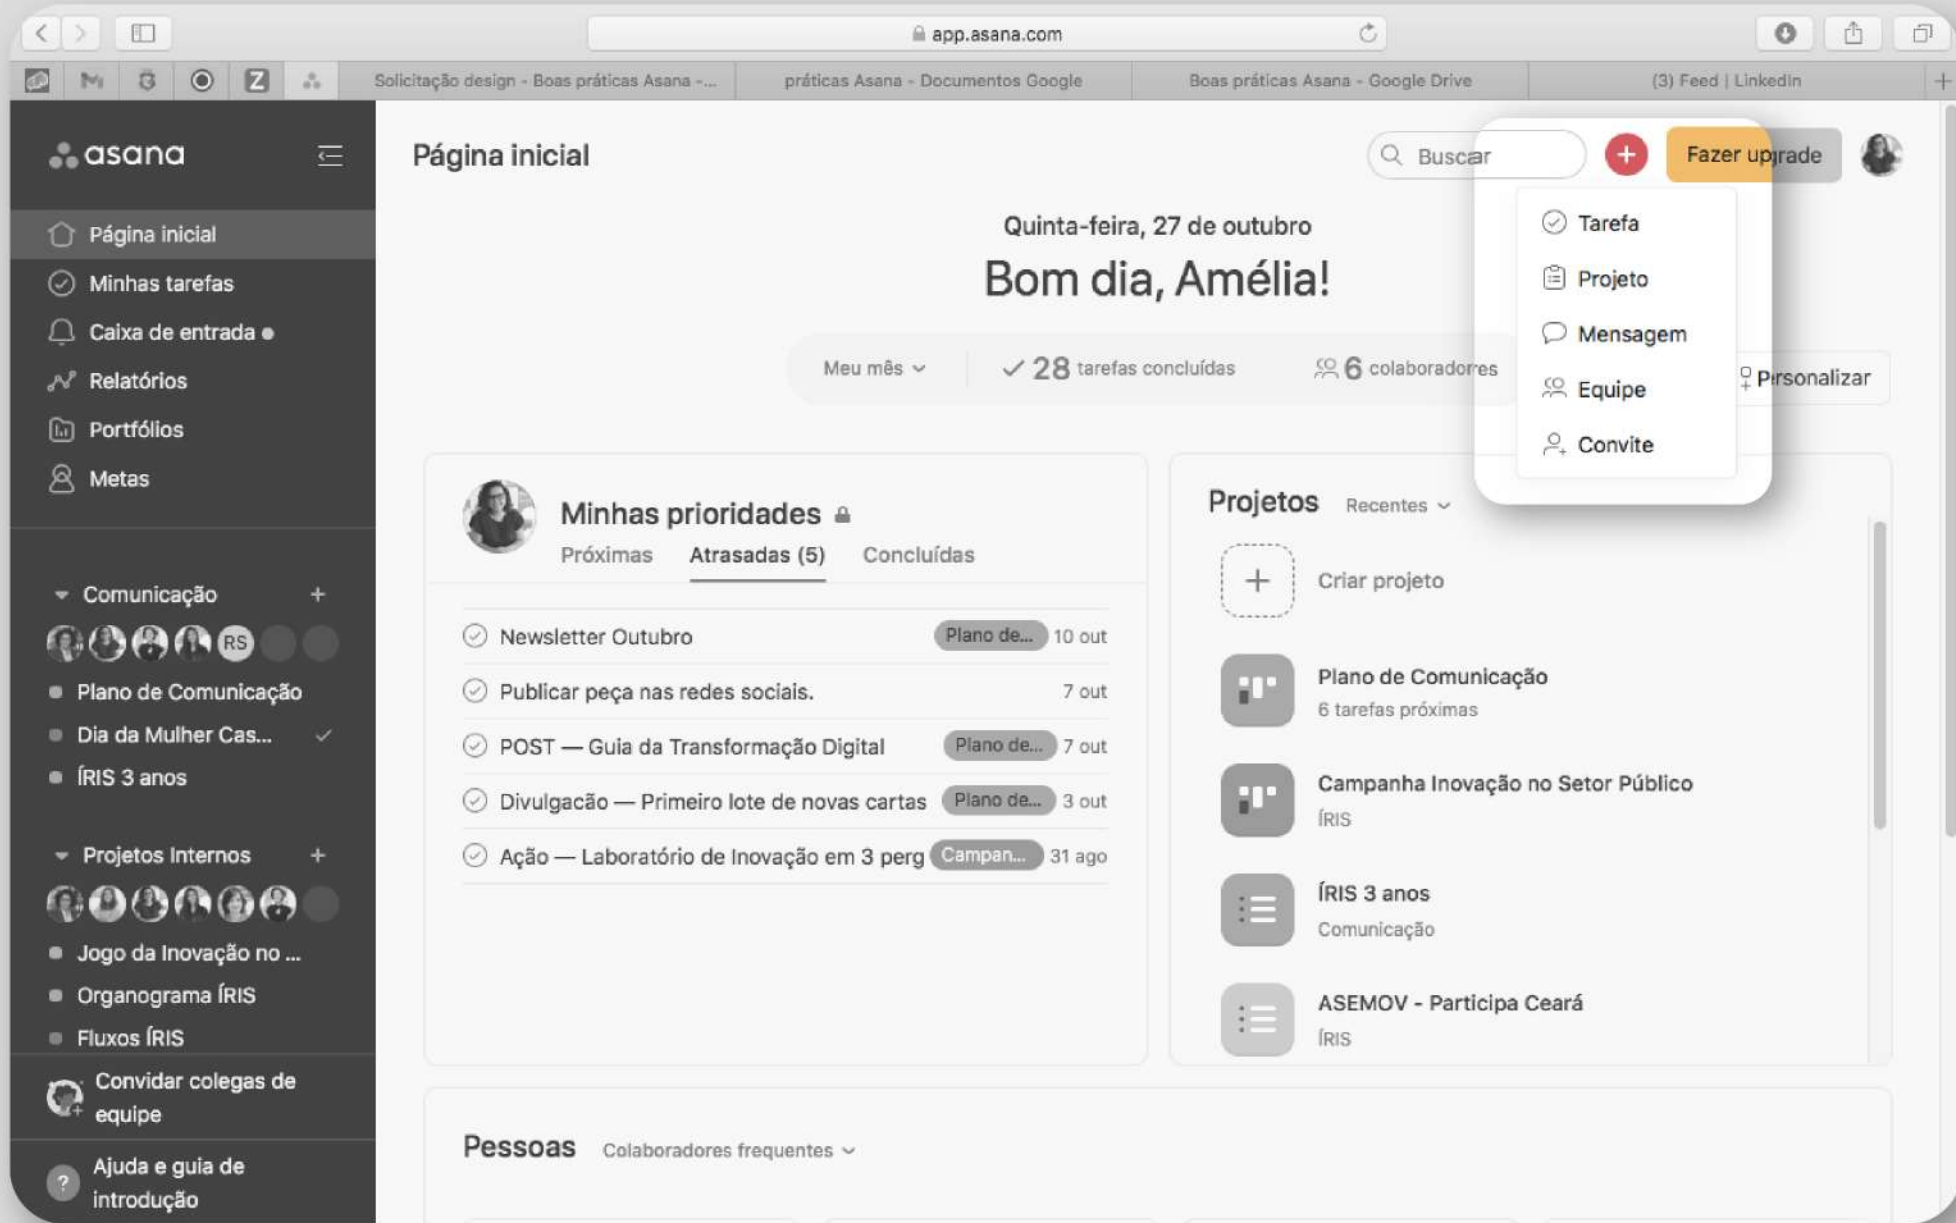 app.asana.com
Z
Solicitação design - Boas práticas Asana -...
práticas Asana - Documentos Google
Boas práticas Asana - Google Drive
(3) Feed | LinkedIn
asana
Página inicial
Minhas tarefas
Caixa de entrada
Relatórios
Portfólios
Metas
Comunicação
RS
Plano de Comunicação
Dia da Mulher Cas...
ÍRIS 3 anos
Projetos Internos
Jogo da Inovação no ...
Organograma ÍRIS
Fluxos ÍRIS
Convidar colegas de
equipe
?
Ajuda e guia de
introdução
Página inicial
Buscar
Fazer upgrade
Tarefa
Projeto
Mensagem
Equipe
Convite
Quinta-feira, 27 de outubro
Bom dia, Amélia!
Meu mês
28 tarefas concluídas
6 colaboradores
Personalizar
Minhas prioridades
Próximas
Atrasadas (5)
Concluídas
Newsletter Outubro Plano de... 10 out
Publicar peça nas redes sociais. 7 out
POST — Guia da Transformação Digital Plano de... 7 out
Divulgacão — Primeiro lote de novas cartas Plano de... 3 out
Ação — Laboratório de Inovação em 3 perg Campan... 31 ago
Projetos Recentes
Criar projeto
Plano de Comunicação
6 tarefas próximas
Campanha Inovação no Setor Público
ÍRIS
ÍRIS 3 anos
Comunicação
ASEMOV - Participa Ceará
ÍRIS
Pessoas Colaboradores frequentes